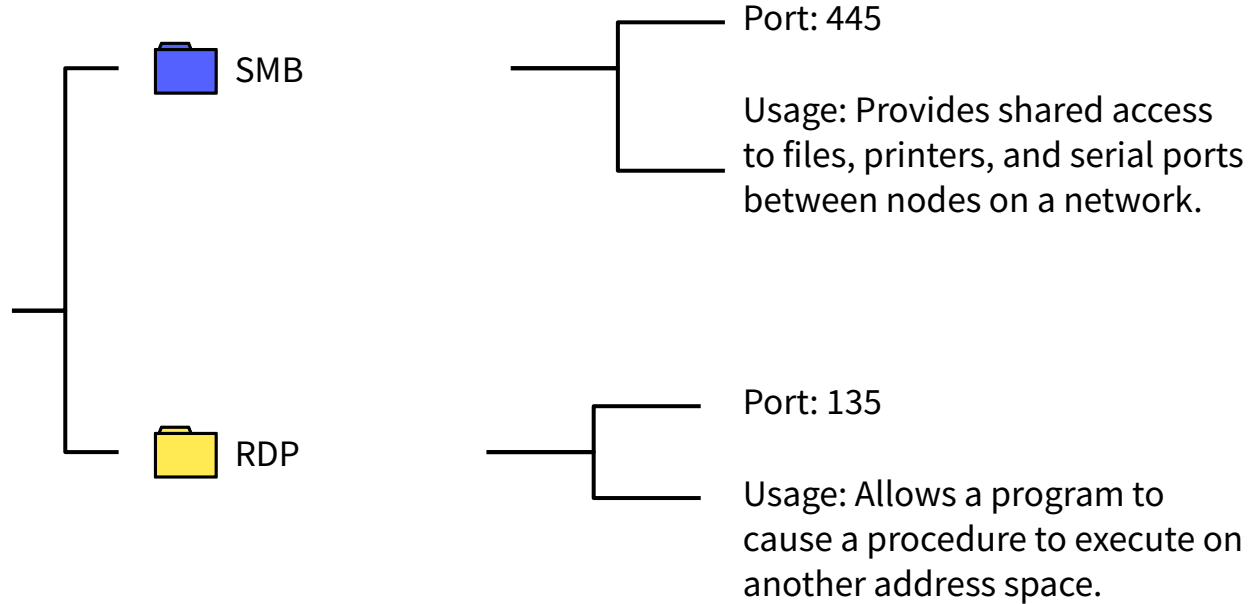 Port: 445
SMB
Usage: Provides shared access
to files, printers, and serial ports
between nodes on a network.
Port: 135
RDP
Usage: Allows a program to
cause a procedure to execute on
another address space.